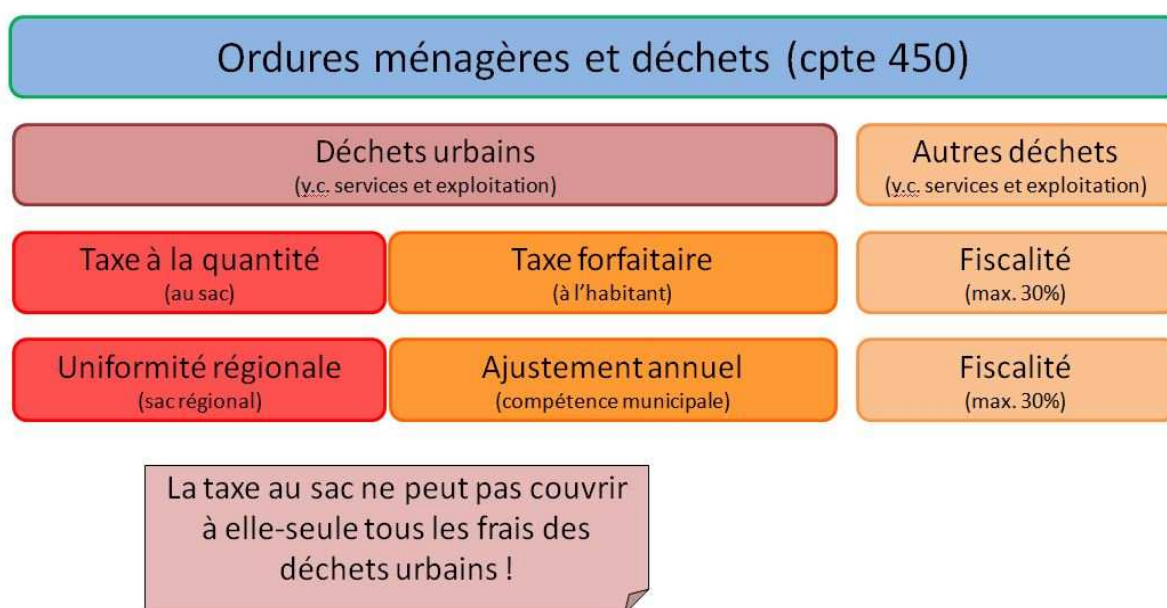 Ordures ménagères et déchets (cpte 450)
Déchets urbains
(y.c. services et exploitation)
Autres déchets
(y.c. services et exploitation)
Taxe à la quantité
(au sac)
Taxe forfaitaire
(à l'habitant)
Fiscalité
(max. 30%)
Uniformité régionale
(sac régional)
Ajustement annuel
(compétence municipale)
Fiscalité
(max. 30%)
La taxe au sac ne peut pas couvrir
à elle-seule tous les frais des
déchets urbains !